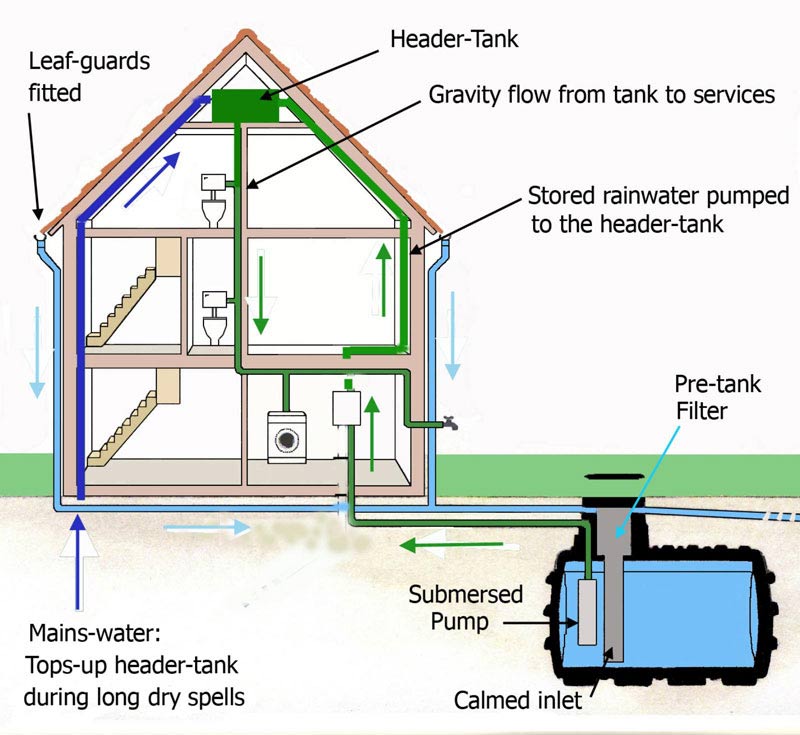 Header-Tank
Leaf-guards
fitted
Gravity flow from tank to services
Stored rainwater pumped
to the header-tank
Pre-tank
Filter
Submersed
Pump
Mains-water:
Tops-up header-tank
during long dry spells
Calmed inlet